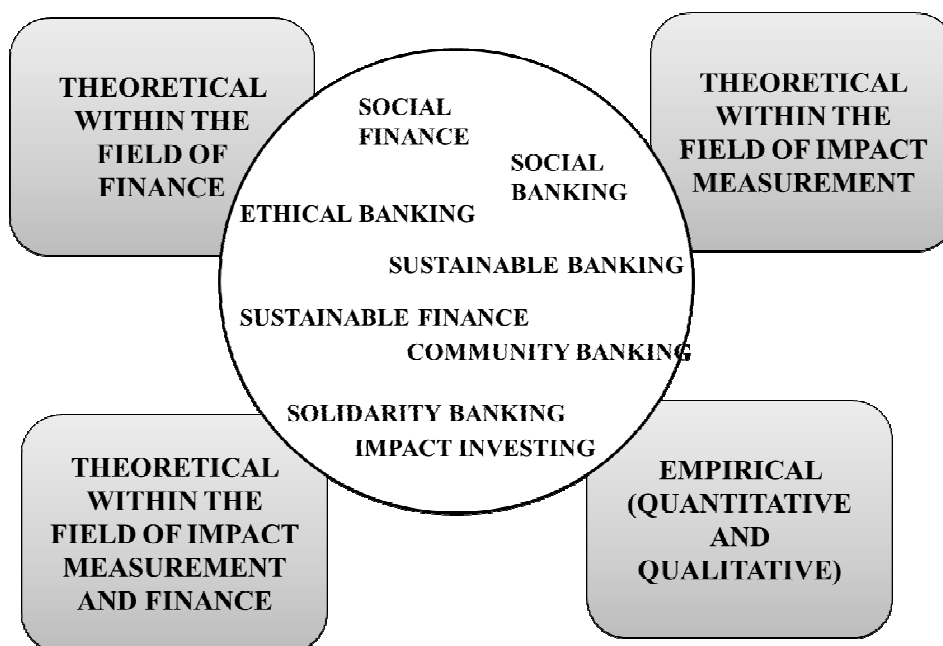 THEORETICAL
WITHIN THE
FIELD OF
FINANCE
SOCIAL
FINANCE
SOCIAL
BANKING
ETHICAL BANKING
SUSTAINABLE BANKING
SUSTAINABLE FINANCE
COMMUNITY BANKING
SOLIDARITY BANKING
IMPACT INVESTING
THEORETICAL
WITHIN THE
FIELD OF IMPACT
MEASUREMENT
THEORETICAL
WITHIN THE
FIELD OF IMPACT
MEASUREMENT
AND FINANCE
EMPIRICAL
(QUANTITATIVE
AND
QUALITATIVE)